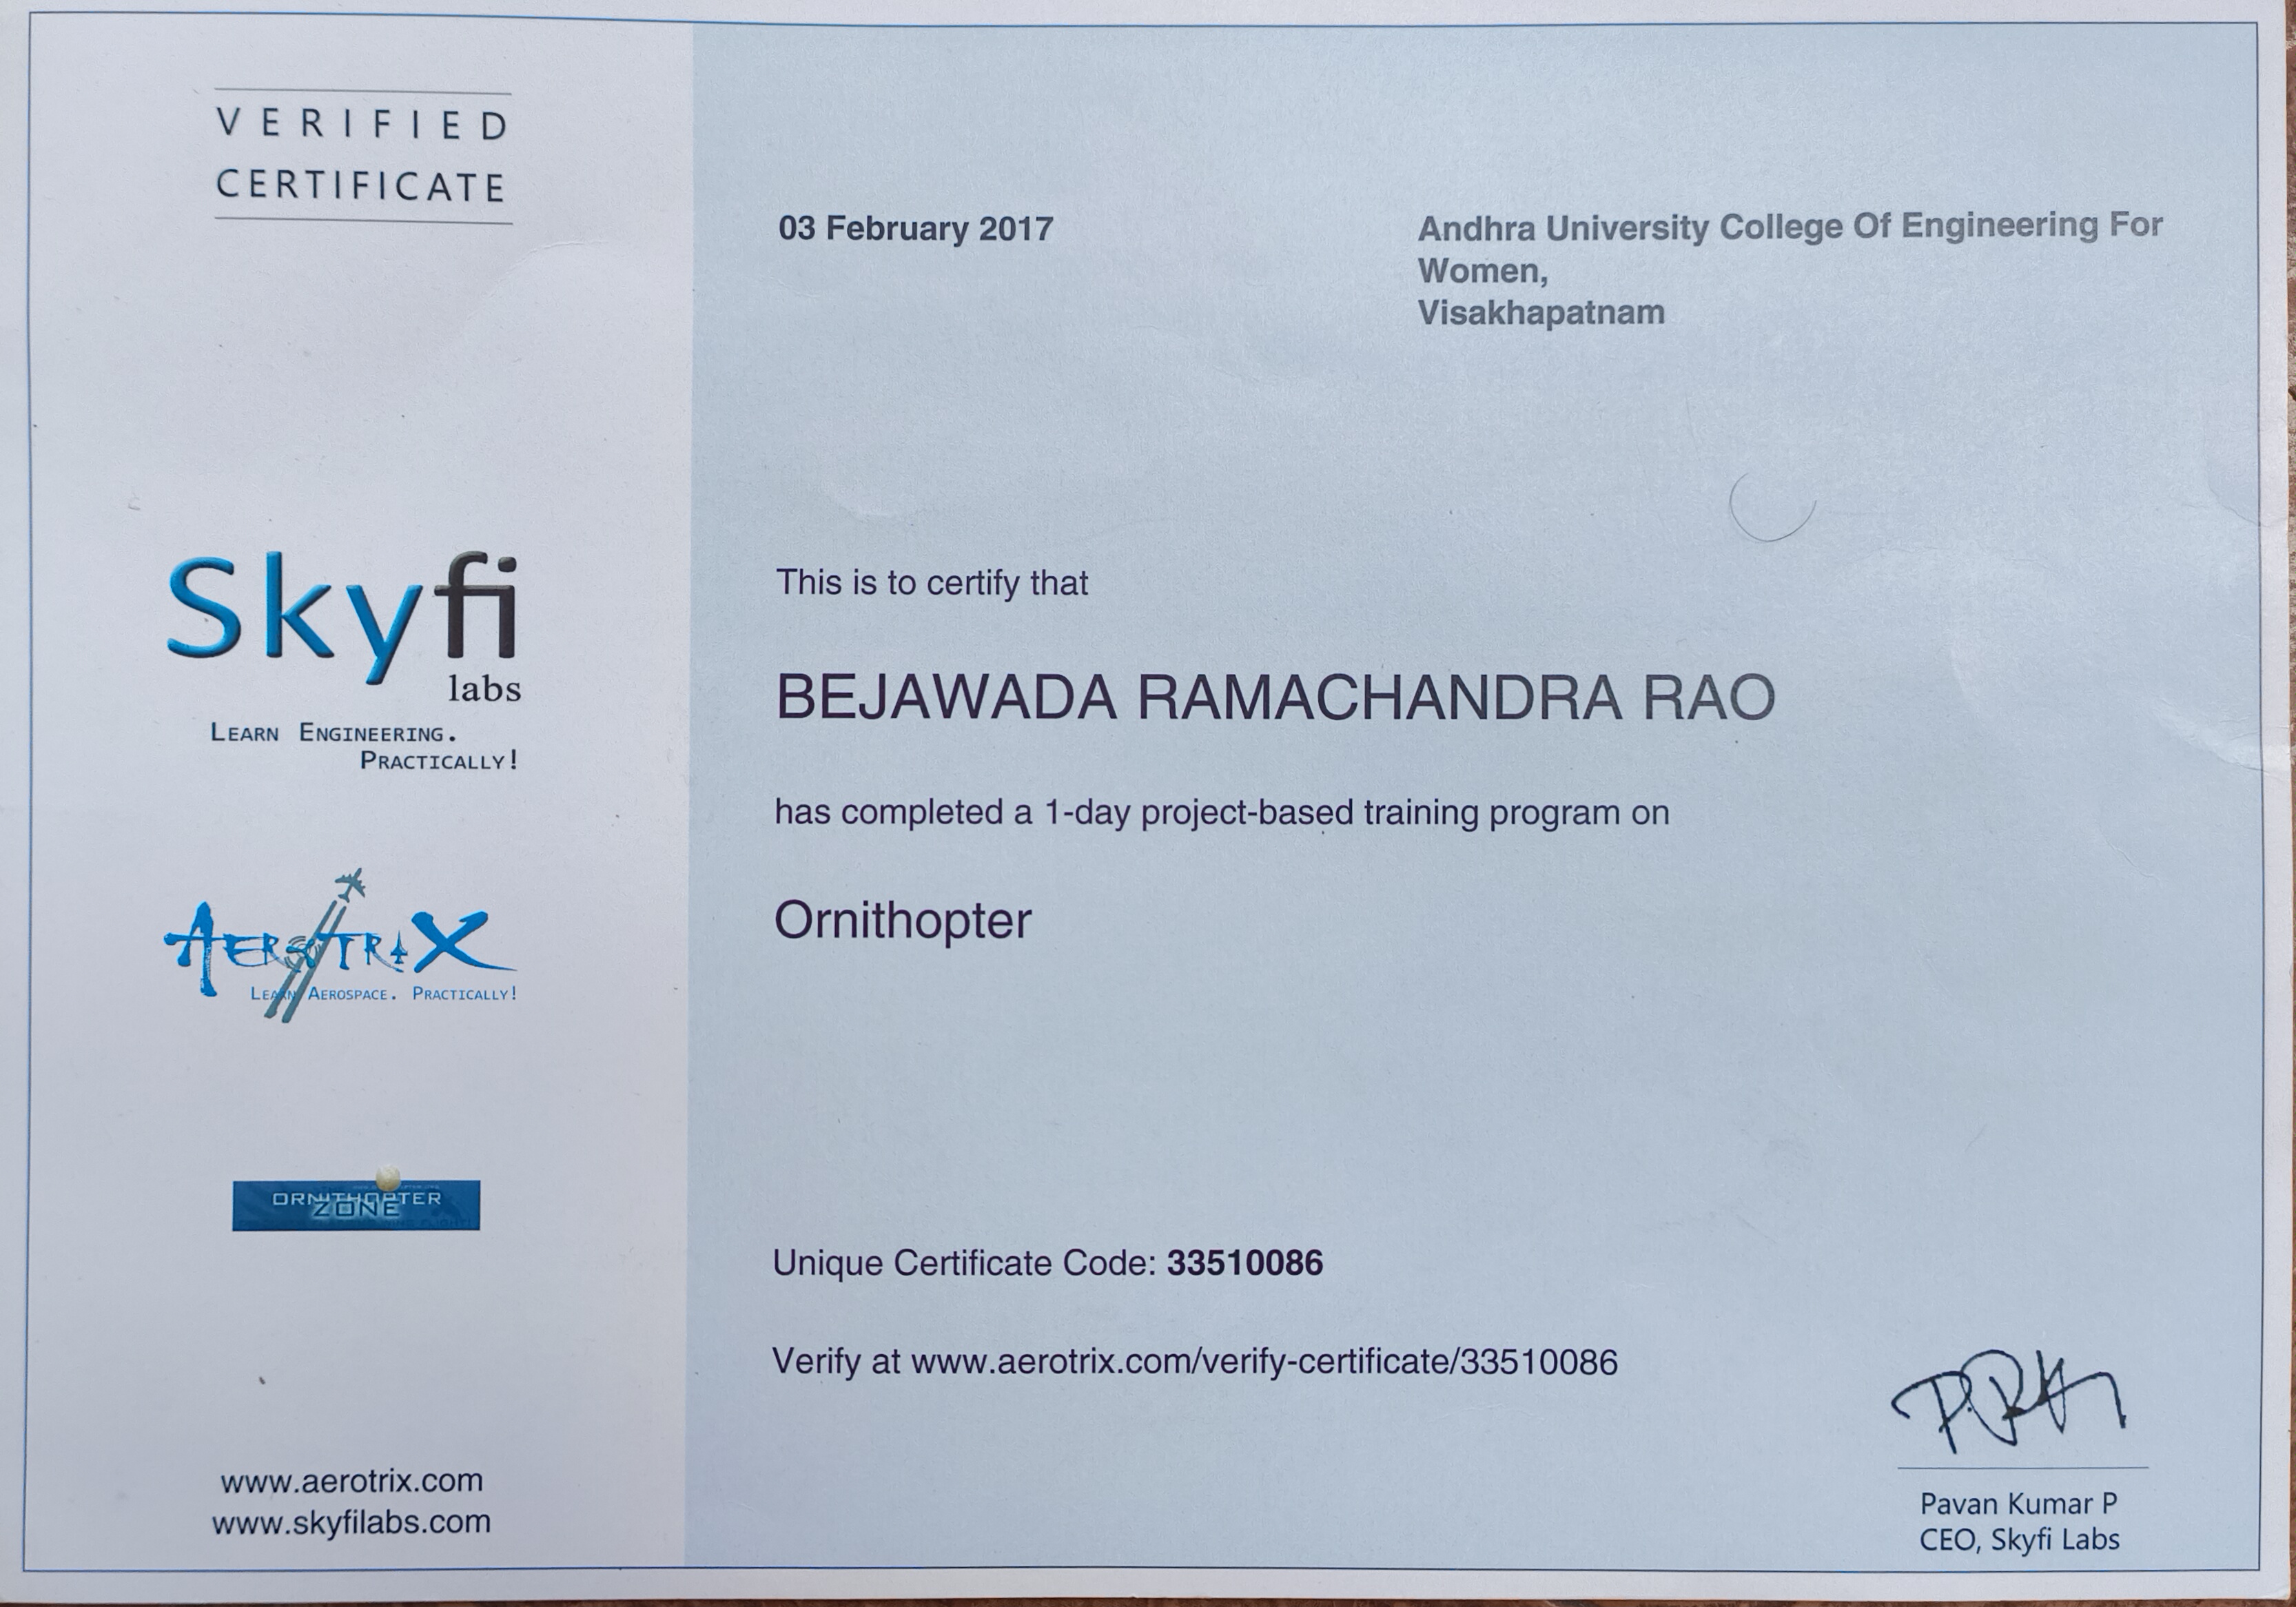 VERIFIED
CERTIFICATE
03 February 2017
Andhra University College Of Engineering For
Women,
Visakhapatnam
Skyfi
labs
LEARN ENGINEERING.
PRACTICALLY!
This is to certify that
BEJAWADA RAMACHANDRA RAO
has completed a 1-day project-based training program on
Ornithopter
AEROTRIX
LEARN AEROSPACE. PRACTICALLY!
ORNITHOPTER
ZONE
Unique Certificate Code: 33510086
Verify at www.aerotrix.com/verify-certificate/33510086
www.aerotrix.com
www.skyfilabs.com
Pavan Kumar P
CEO, Skyfi Labs